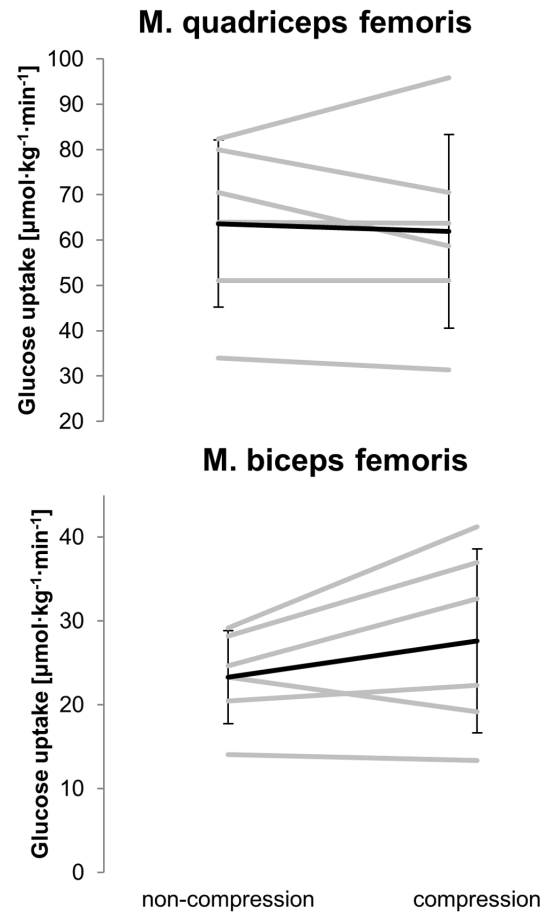 M. quadriceps femoris
Glucose uptake [µmol·kg⁻¹·min⁻¹]
100
90
80
70
60
50
40
30
20
M. biceps femoris
Glucose uptake [µmol·kg⁻¹·min⁻¹]
40
30
20
10
0
non-compression compression